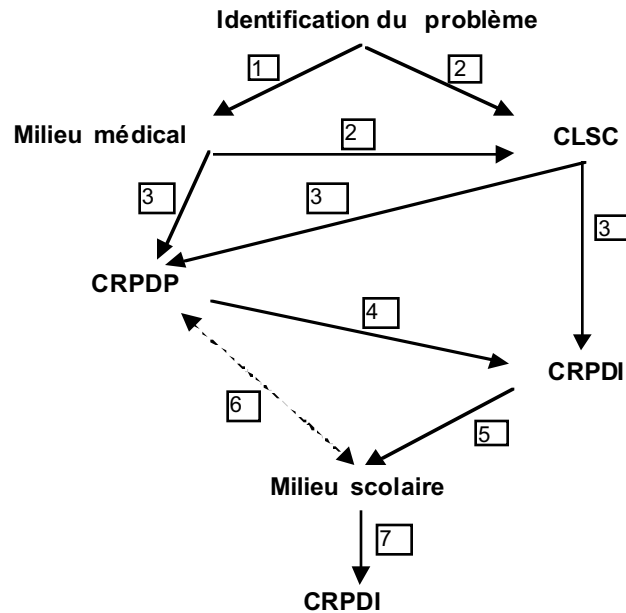 Identification du problème
1
2
Milieu médical
2
CLSC
3
3
3
CRPDP
4
CRPDI
6
5
Milieu scolaire
7
CRPDI